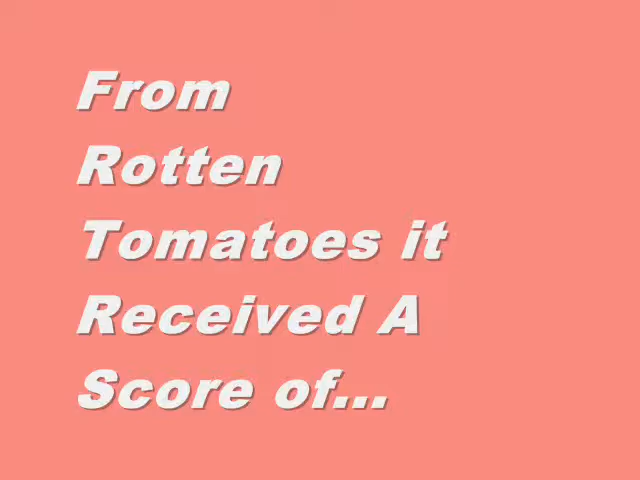 From
Rotten
Tomatoes it
Received A
Score of...